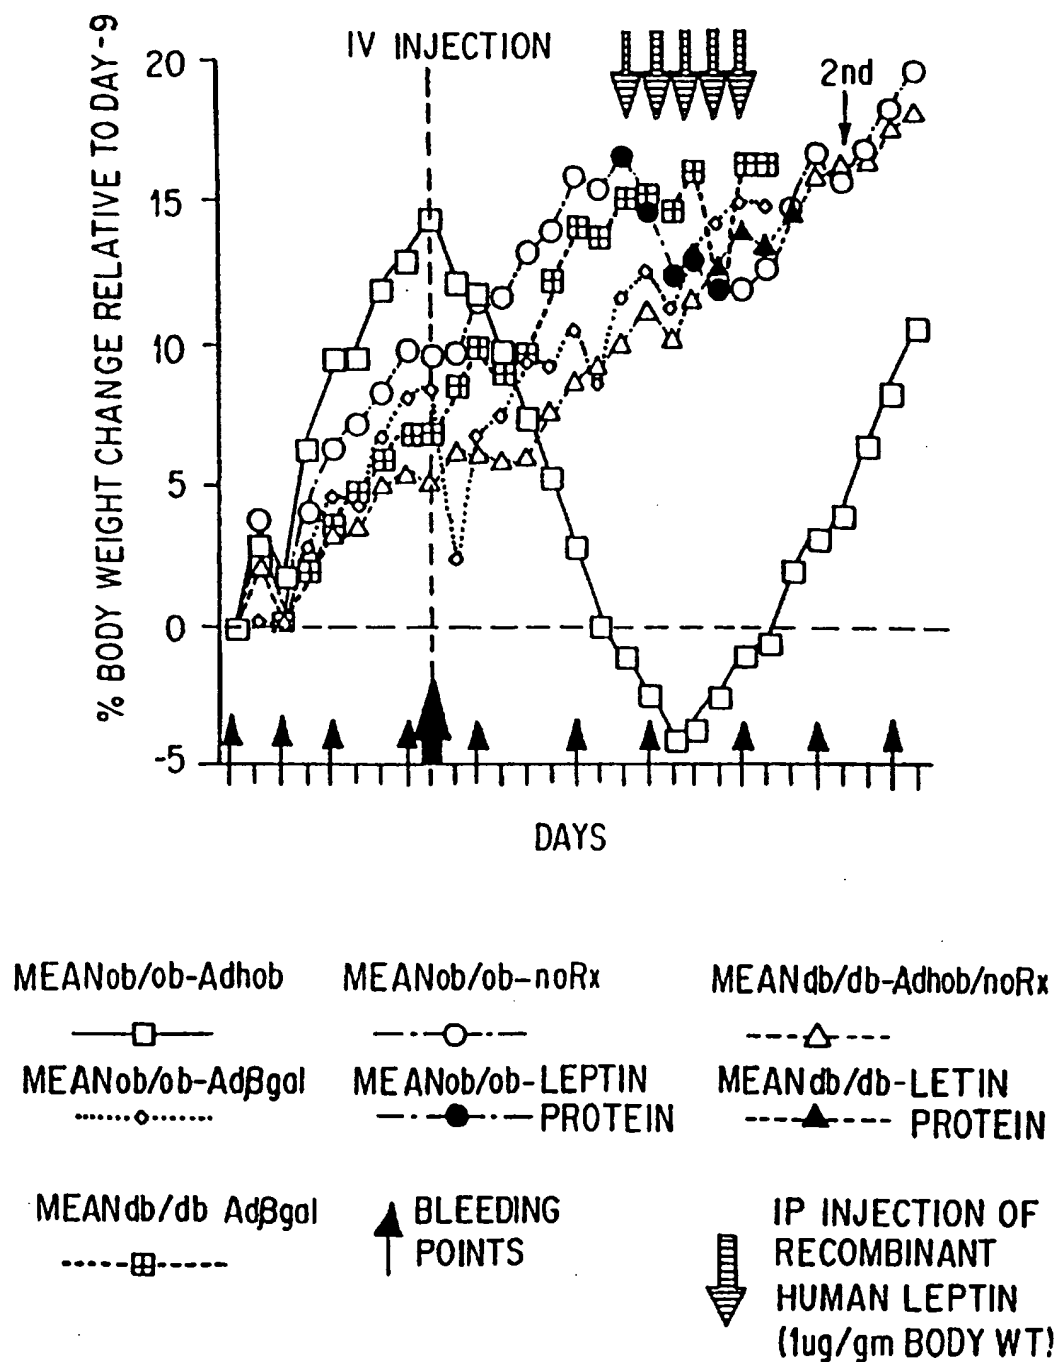 % BODY WEIGHT CHANGE RELATIVE TO DAY-9
IV INJECTION
2nd
20
15
10
5
0
-5
DAYS
MEANob/ob-Adhob
MEANob/ob-noRx
MEANdb/db-Adhob/noRx
MEANob/ob-Adβgal
MEANob/ob-LEPTIN
PROTEIN
MEANdb/db-LETIN
PROTEIN
MEANdb/db Adβgal
BLEEDING
POINTS
IP INJECTION OF
RECOMBINANT
HUMAN LEPTIN
(1ug/gm BODY WT)